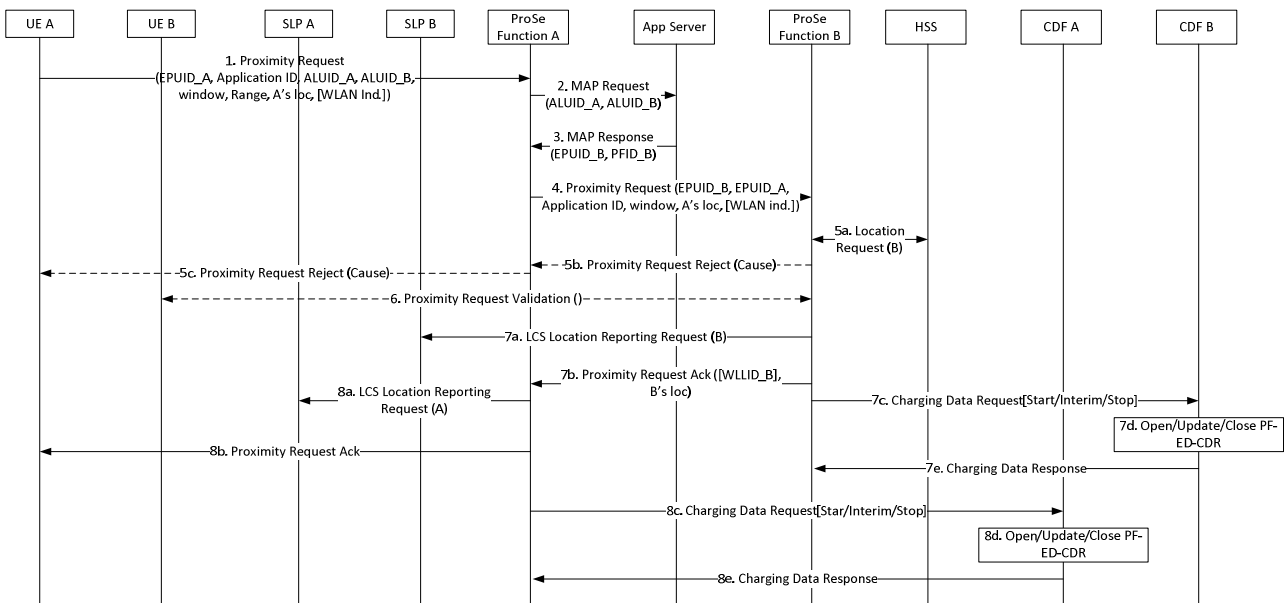 UE A
UE B
SLP A
SLP B
ProSe
Function A
App Server
ProSe
Function B
HSS
CDF A
CDF B
1. Proximity Request
(EPUID_A, Application ID, ALUID_A, ALUID_B,
window, Range, A's loc, [WLAN Ind.])
2. MAP Request
(ALUID_A, ALUID_B)
3. MAP Response
(EPUID_B, PFID_B)
4. Proximity Request (EPUID_B, EPUID_A,
Application ID, window, A's loc, [WLAN ind.])
5a. Location
Request (B)
5b. Proximity Request Reject (Cause)
5c. Proximity Request Reject (Cause)
6. Proximity Request Validation ()
7a. LCS Location Reporting Request (B)
7b. Proximity Request Ack ([WLLID_B],
B's loc)
8a. LCS Location Reporting
Request (A)
7c. Charging Data Request[Start/Interim/Stop]
7d. Open/Update/Close PF-
ED-CDR
8b. Proximity Request Ack
7e. Charging Data Response
8c. Charging Data Request[Star/Interim/Stop]
8d. Open/Update/Close PF-
ED-CDR
8e. Charging Data Response